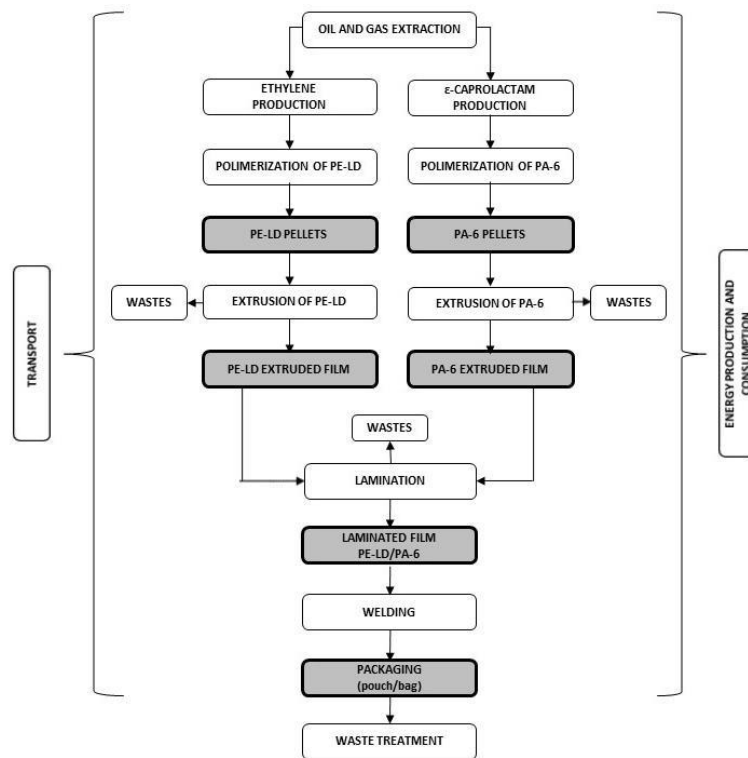 OIL AND GAS EXTRACTION
ETHYLENE
PRODUCTION
ε-CAPROLACTAM
PRODUCTION
POLIMERIZATION OF PE-LD
POLIMERIZATION OF PA-6
PE-LD PELLETS
PA-6 PELLETS
WASTES
EXTRUSION OF PE-LD
EXTRUSION OF PA-6
WASTES
TRANSPORT
ENERGY PRODUCTION AND
CONSUMPTION
PE-LD EXTRUDED FILM
PA-6 EXTRUDED FILM
WASTES
LAMINATION
LAMINATED FILM
PE-LD/PA-6
WELDING
PACKAGING
(pouch/bag)
WASTE TREATMENT